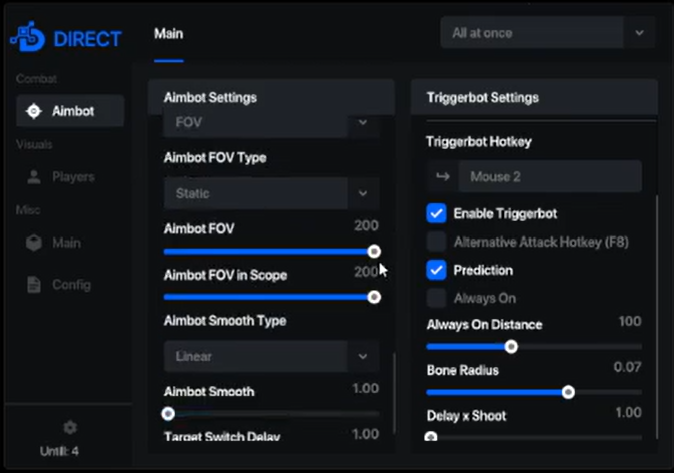 DIRECT
Main
All at once
Combat
Aimbot
Visuals
Players
Misc
Main
Config
Untill: 4
Aimbot Settings
FOV
Aimbot FOV Type
Static
Aimbot FOV 200
Aimbot FOV in Scope 200
Aimbot Smooth Type
Linear
Aimbot Smooth 1.00
Target Switch Delay 1.00
Triggerbot Settings
Triggerbot Hotkey
Mouse 2
Enable Triggerbot
Alternative Attack Hotkey (F8)
Prediction
Always On
Always On Distance 100
Bone Radius 0.07
Delay x Shoot 1.00